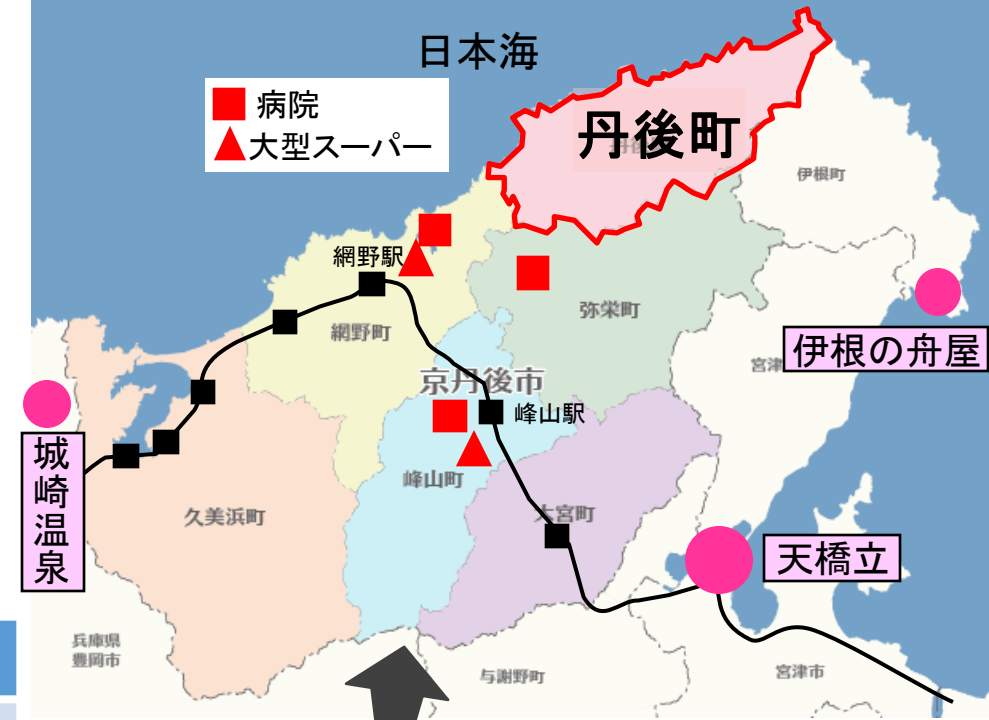 日本海
病院
大型スーパー
丹後町
伊根町
網野駅
弥栄町
網野町
伊根の舟屋
宮津
京丹後市
峰山駅
城崎温泉
峰山町
久美浜町
大宮町
天橋立
兵庫県
豊岡市
与謝野町
宮津市